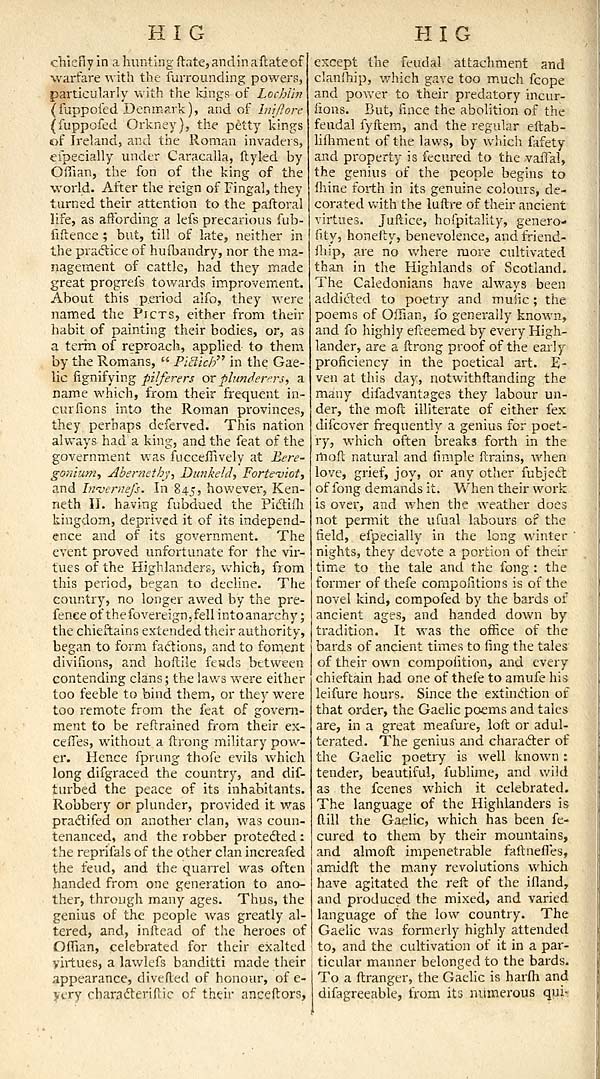 HIG
HIG
chiefly in a hunting ſtate, and in a ſtate of
warfare with the ſurrounding powers,
particularly with the kings of Lochlin
(ſuppoſed Denmark), and of Iniſtore
(ſuppoſed Orkney), the petty kings
of Ireland, and the Roman invaders,
eſpecially under Caracalla, ſtyled by
Oſſian, the ſon of the king of the
world. After the reign of Fingal, they
turned their attention to the paſtoral
life, as affording a leſs precarious ſub-
ſiſtence; but, till of late, neither in
the practice of huſbandry, nor the ma-
nagement of cattle, had they made
great progreſs towards improvement.
About this period alſo, they were
named the PICTS, either from their
habit of painting their bodies, or, as
a term of reproach, applied to them
by the Romans, "Pictich" in the Gae-
lic ſignifying pilferers or plunderers, a
name which, from their frequent in-
curſions into the Roman provinces,
they perhaps deſerved. This nation
always had a king, and the ſeat of the
government was ſucceſſively at Bere-
gonium, Abernethy, Dunkeld, Forteviot,
and Inverneſs. In 845, however, Ken-
neth II. having ſubdued the Pictiſh
kingdom, deprived it of its independ-
ence and of its government. The
event proved unfortunate for the vir-
tues of the Highlanders, which, from
this period, began to decline. The
country, no longer awed by the pre-
ſence of the ſovereign, fell into anarchy;
the chieftains extended their authority,
began to form factions, and to foment
diviſions, and hoſtile feuds between
contending clans; the laws were either
too feeble to bind them, or they were
too remote from the ſeat of govern-
ment to be reſtrained from their ex-
ceſſes, without a ſtrong military pow-
er. Hence ſprung thoſe evils which
long diſgraced the country, and diſ-
turbed the peace of its inhabitants.
Robbery or plunder, provided it was
practiſed on another clan, was coun-
tenanced, and the robber protected:
the repriſals of the other clan increaſed
the feud, and the quarrel was often
handed from one generation to ano-
ther, through many ages. Thus, the
genius of the people was greatly al-
tered, and, inſtead of the heroes of
Oſſian, celebrated for their exalted
virtues, a lawleſs banditti made their
appearance, diveſted of honour, of e-
very characteriſtic of their anceſtors,
except the feudal attachment and
clanſhip, which gave too much ſcope
and power to their predatory incur-
ſions. But, ſince the abolition of the
feudal ſyſtem, and the regular eſtab-
liſhment of the laws, by which ſafety
and property is ſecured to the vaſſal,
the genius of the people begins to
ſhine forth in its genuine colours, de-
corated with the luſtre of their ancient
virtues. Juſtice, hoſpitality, genero-
ſity, honeſty, benevolence, and friend-
ſhip, are no where more cultivated
than in the Highlands of Scotland.
The Caledonians have always been
addicted to poetry and muſic; the
poems of Oſſian, ſo generally known,
and ſo highly eſteemed by every High-
lander, are a ſtrong proof of the early
proficiency in the poetical art. E-
ven at this day, notwithſtanding the
many diſadvantages they labour un-
der, the moſt illiterate of either ſex
diſcover frequently a genius for poet-
ry, which often breaks forth in the
moſt natural and ſimple ſtrains, when
love, grief, joy, or any other ſubject
of ſong demands it. When their work
is over, and when the weather does
not permit the uſual labours of the
field, eſpecially in the long winter
nights, they devote a portion of their
time to the tale and the ſong: the
former of theſe compoſitions is of the
novel kind, compoſed by the bards of
ancient ages, and handed down by
tradition. It was the office of the
bards of ancient times to ſing the tales
of their own compoſition, and every
chieftain had one of theſe to amuſe his
leiſure hours. Since the extinction of
that order, the Gaelic poems and tales
are, in a great meaſure, loſt or adul-
terated. The genius and character of
the Gaelic poetry is well known:
tender, beautiful, ſublime, and wild
as the ſcenes which it celebrated.
The language of the Highlanders is
ſtill the Gaelic, which has been ſe-
cured to them by their mountains,
and almoſt impenetrable faſtneſſes,
amidſt the many revolutions which
have agitated the reſt of the iſland,
and produced the mixed, and varied
language of the low country. The
Gaelic was formerly highly attended
to, and the cultivation of it in a par-
ticular manner belonged to the bards.
To a ſtranger, the Gaelic is harſh and
diſagreeable, from its numerous qui-